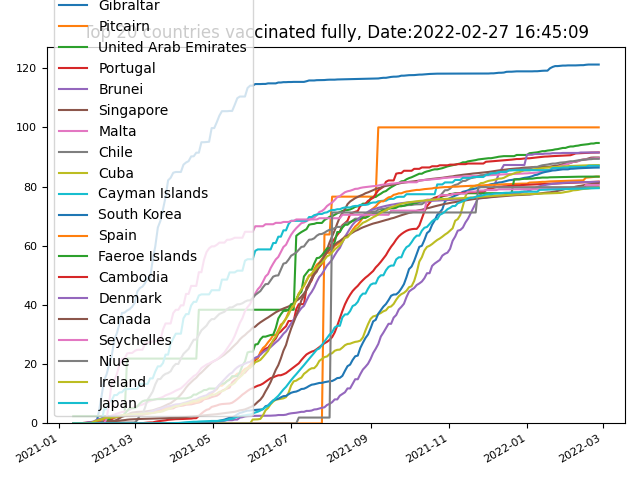 Top 20 countries vaccinated fully, Date:2022-02-27 16:45:09
Gibraltar
Pitcairn
United Arab Emirates
Portugal
Brunei
Singapore
Malta
Chile
Cuba
Cayman Islands
South Korea
Spain
Faeroe Islands
Cambodia
Denmark
Canada
Seychelles
Niue
Ireland
Japan
120
100
80
60
40
20
0
2021-01
2021-03
2021-05
2021-07
2021-09
2021-11
2022-01
2022-03